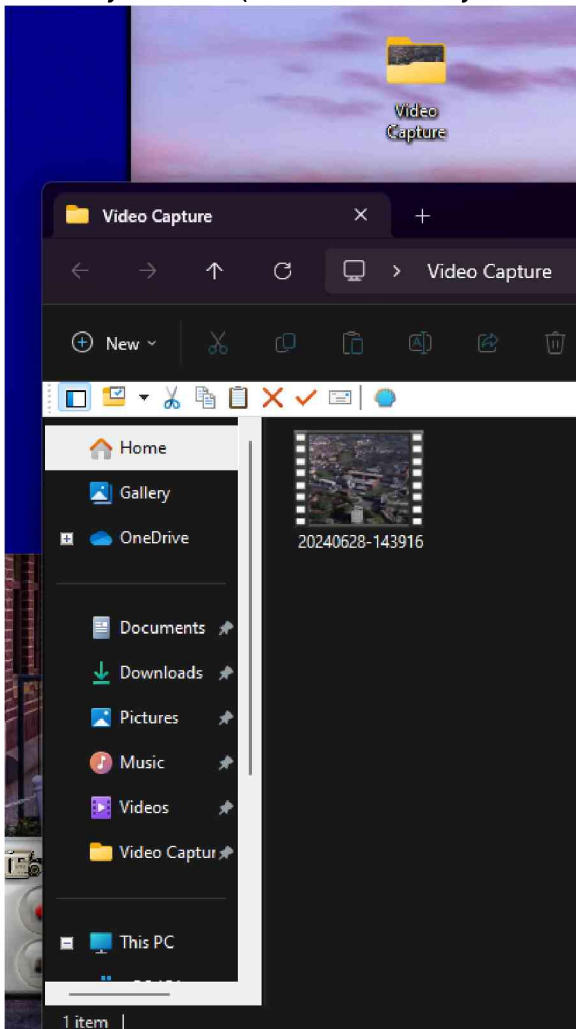 Video
Capture
Video Capture
Video Capture
New
Home
Gallery
OneDrive
20240628-143916
Documents
Downloads
Pictures
Music
Videos
Video Captur
This PC
1 item